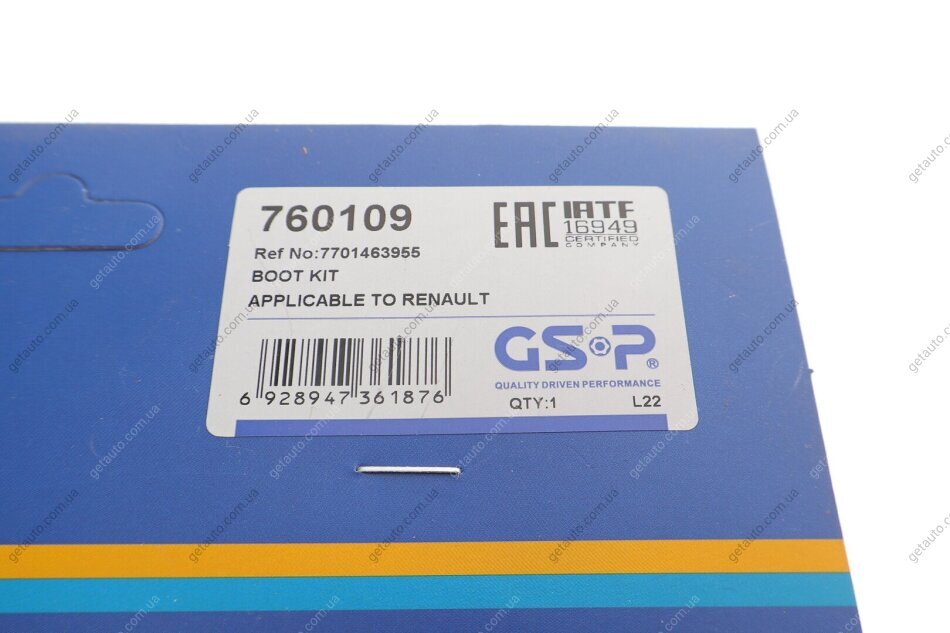 760109
Ref No:7701463955
BOOT KIT
APPLICABLE TO RENAULT
EAC
IATF
16949
CERTIFIED
COMPANY
GSP®
QUALITY DRIVEN PERFORMANCE
6 928947 361876
QTY:1 L22
getauto.com.ua